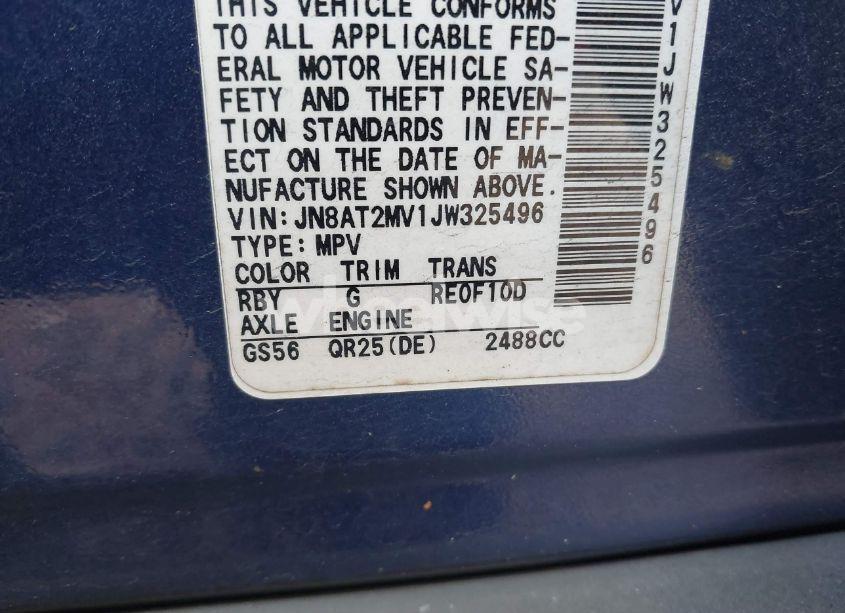 THIS VEHICLE CONFORMS
TO ALL APPLICABLE FED-
ERAL MOTOR VEHICLE SA-
FETY AND THEFT PREVEN-
TION STANDARDS IN EFF-
ECT ON THE DATE OF MA-
NUFACTURE SHOWN ABOVE.
VIN:JN8AT2MV1JW325496
TYPE:MPV
COLOR TRIM TRANS
RBY G RE0F10D
AXLE ENGINE
GS56 QR25(DE) 2488CC
V1JW325496